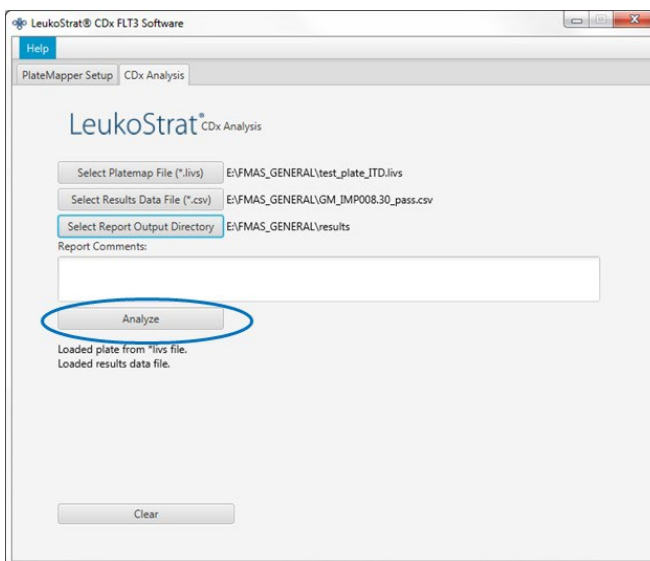 LeukoStrat® CDx FLT3 Software
Help
PlateMapper Setup CDx Analysis
LeukoStrat® CDx Analysis
Select Platemap File (*.livs) E:\FMAS_GENERAL\test_plate_ITD.livs
Select Results Data File (*.csv) E:\FMAS_GENERAL\GM_IMP008.30_pass.csv
Select Report Output Directory E:\FMAS_GENERAL\results
Report Comments:
Analyze
Loaded plate from *livs file.
Loaded results data file.
Clear